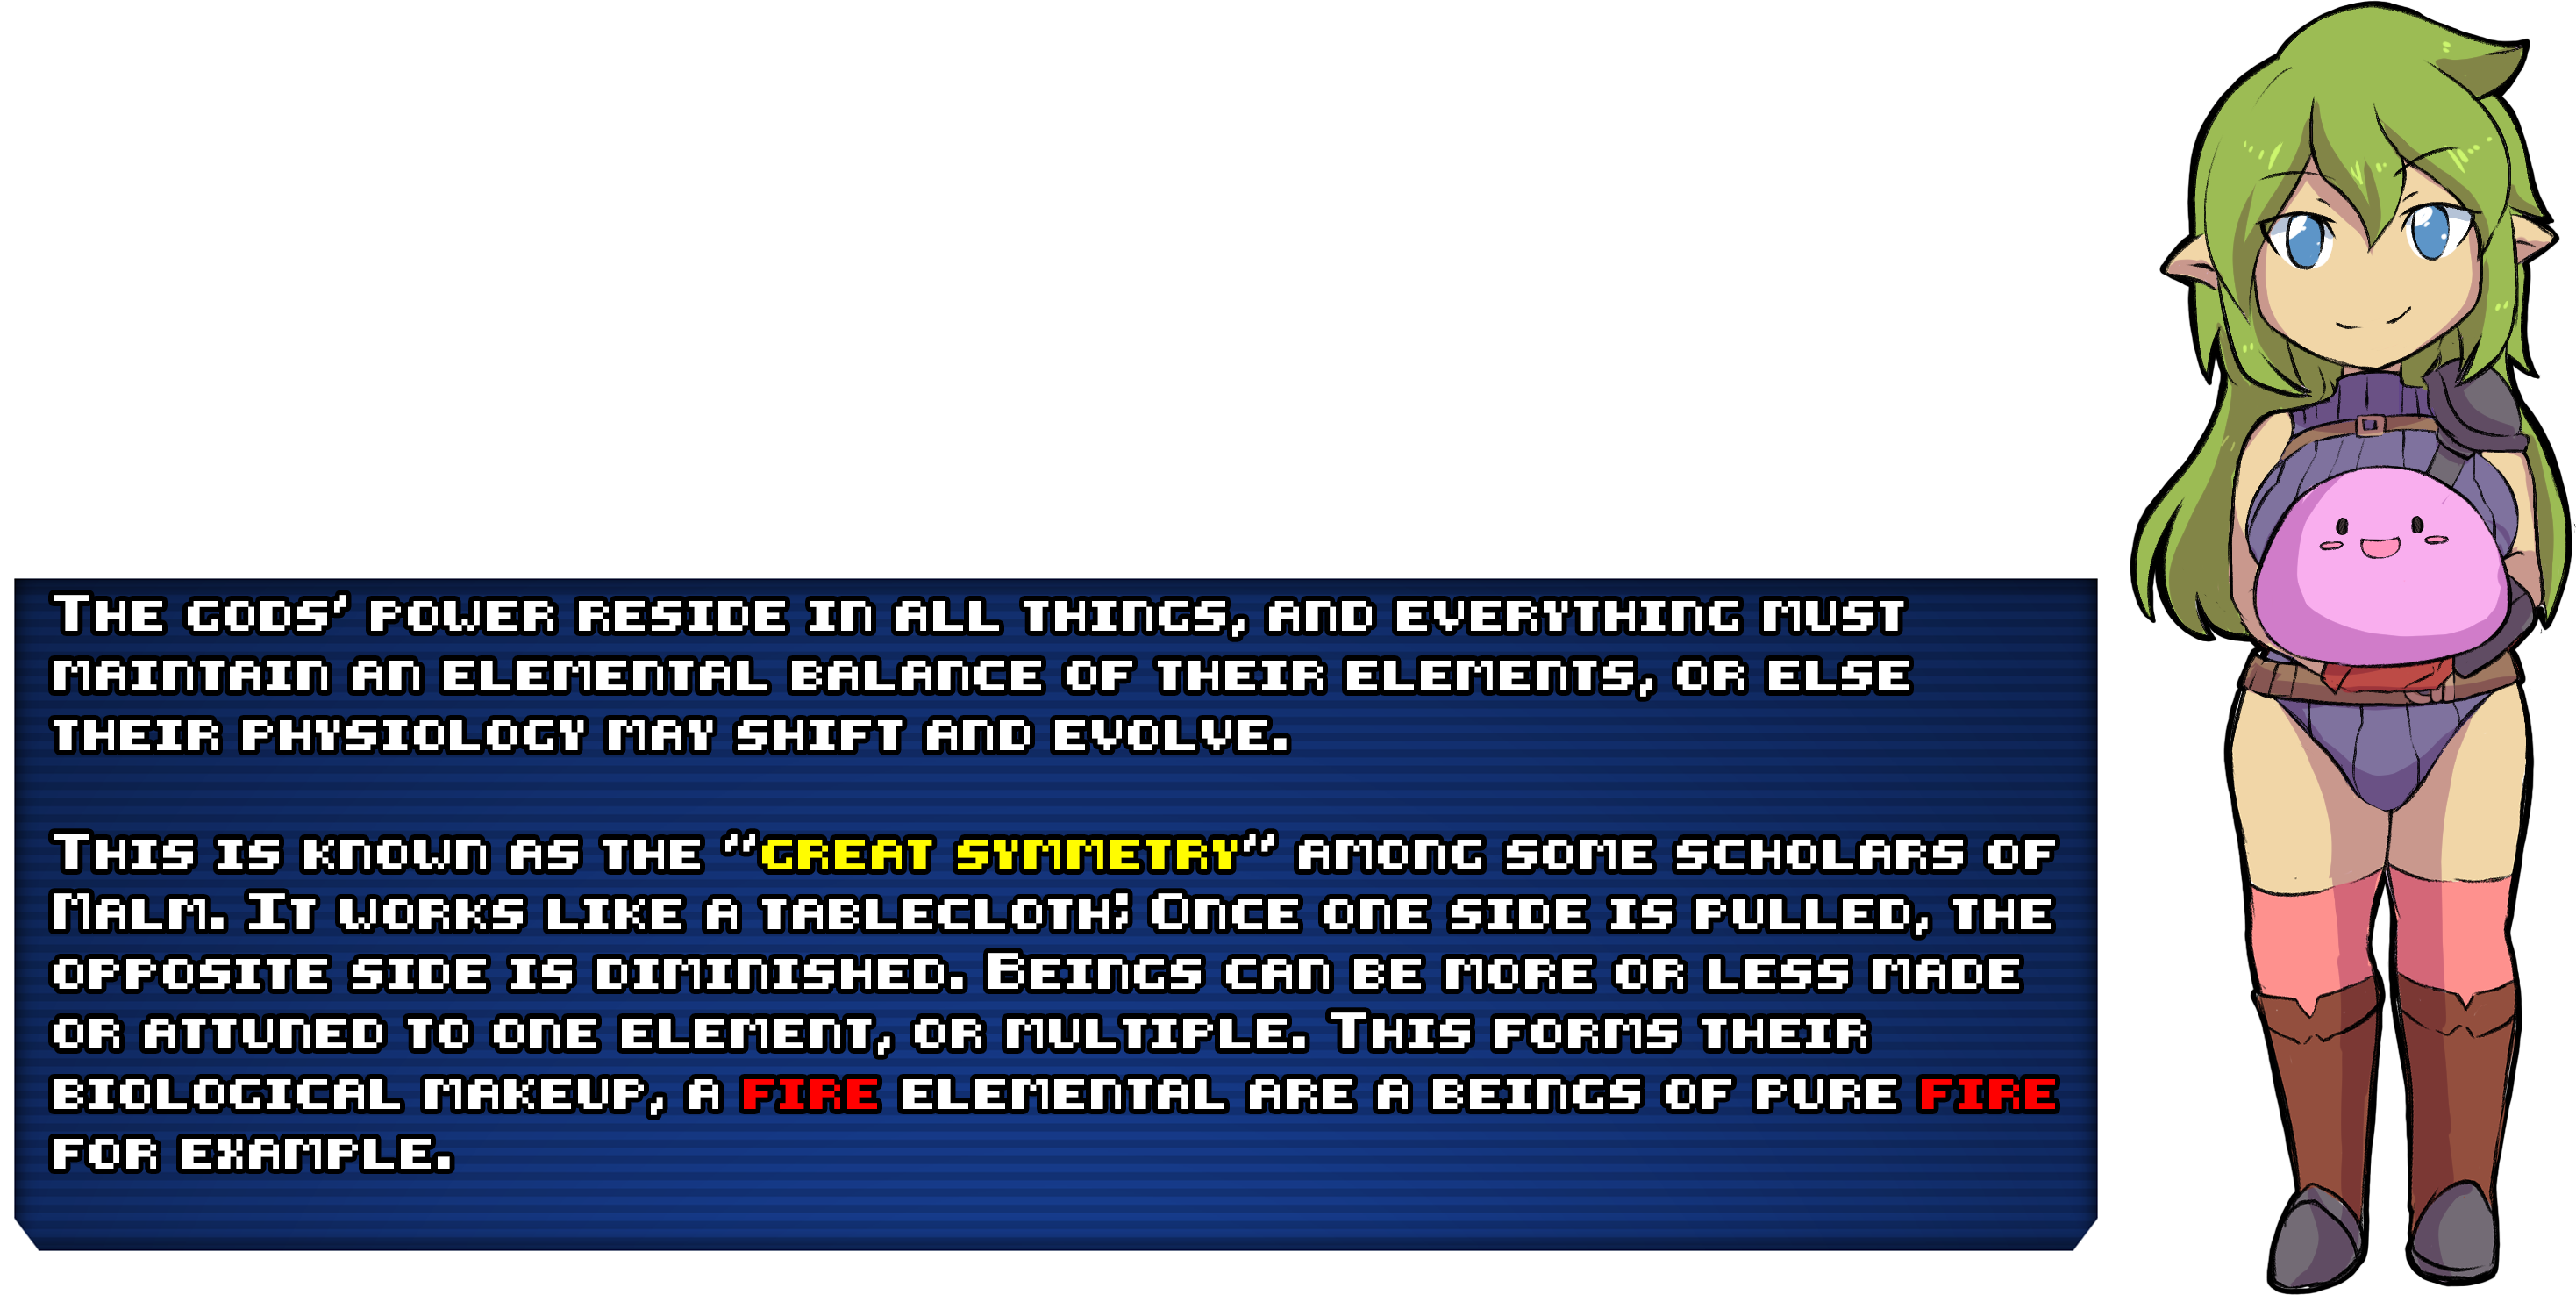 The gods' power reside in all things, and everything must
maintain an elemental balance of their elements, or else
their physiology may shift and evolve.
This is known as the "great symmetry" among some scholars of
Malm. It works like a tablecloth; Once one side is pulled, the
opposite side is diminished. Beings can be more or less made
or attuned to one element, or multiple. This forms their
biological makeup, a fire elemental are a beings of pure fire
for example.